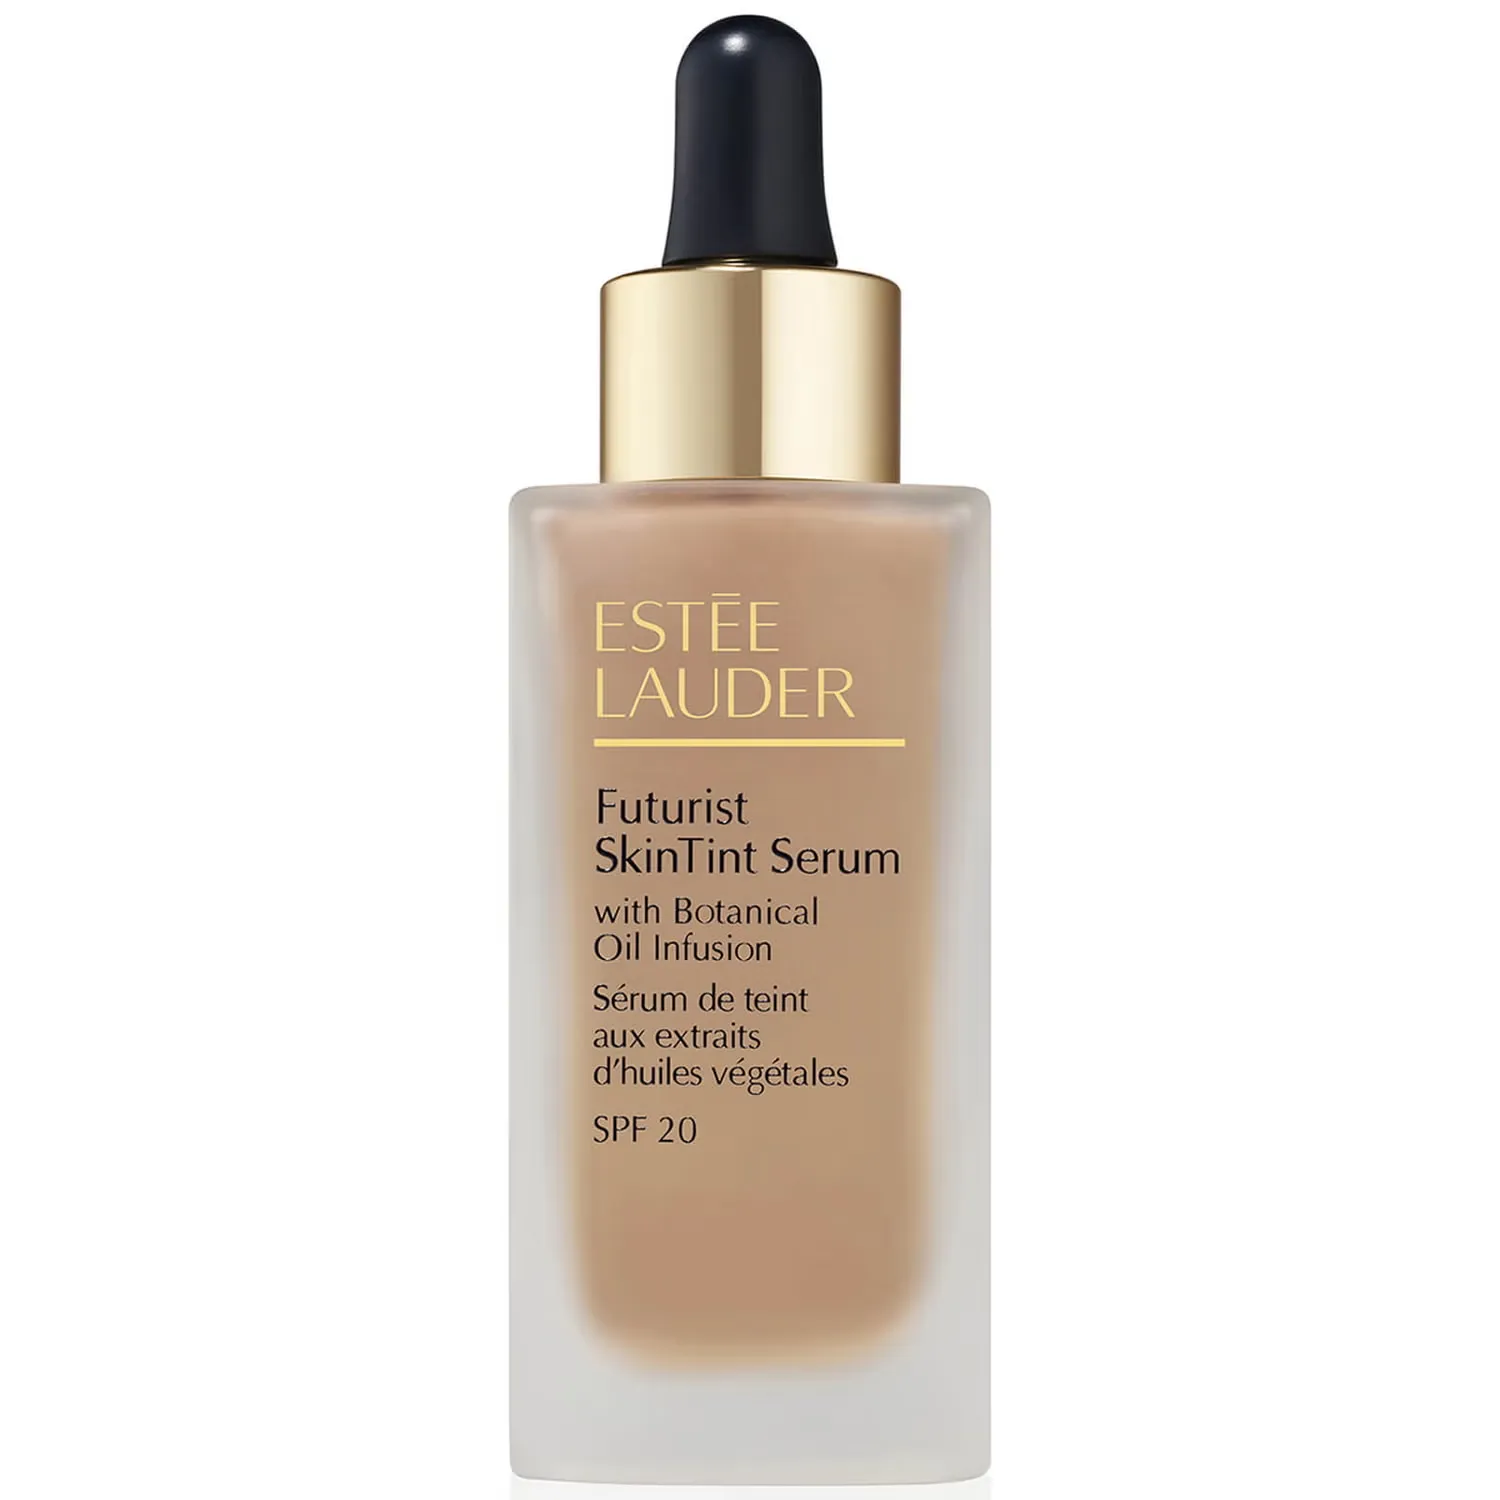 ESTĒE
LAUDER
Futurist
SkinTint Serum
with Botanical
Oil Infusion
Sérum de teint
aux extraits
d'huiles végétales
SPF 20